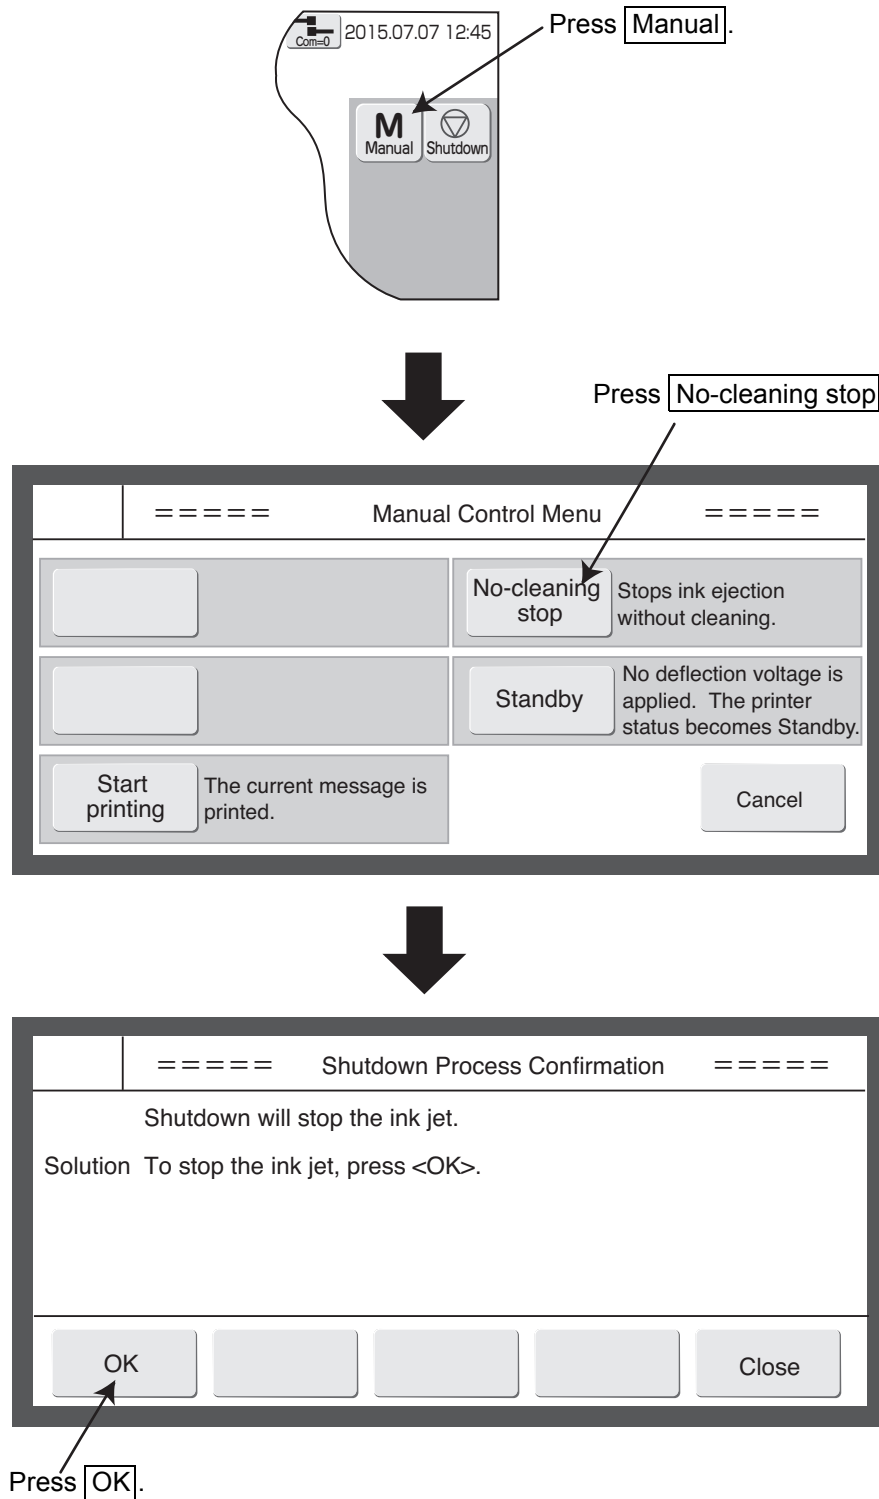 Press Manual.
Com=0 2015.07.07 12:45
M
Manual Shutdown
Press No-cleaning stop
===== Manual Control Menu =====
No-cleaning
stop
Stops ink ejection
without cleaning.
Standby
No deflection voltage is
applied. The printer
status becomes Standby.
Start
printing
The current message is
printed.
Cancel
===== Shutdown Process Confirmation =====
Shutdown will stop the ink jet.
Solution To stop the ink jet, press <OK>.
OK Close
Press OK.